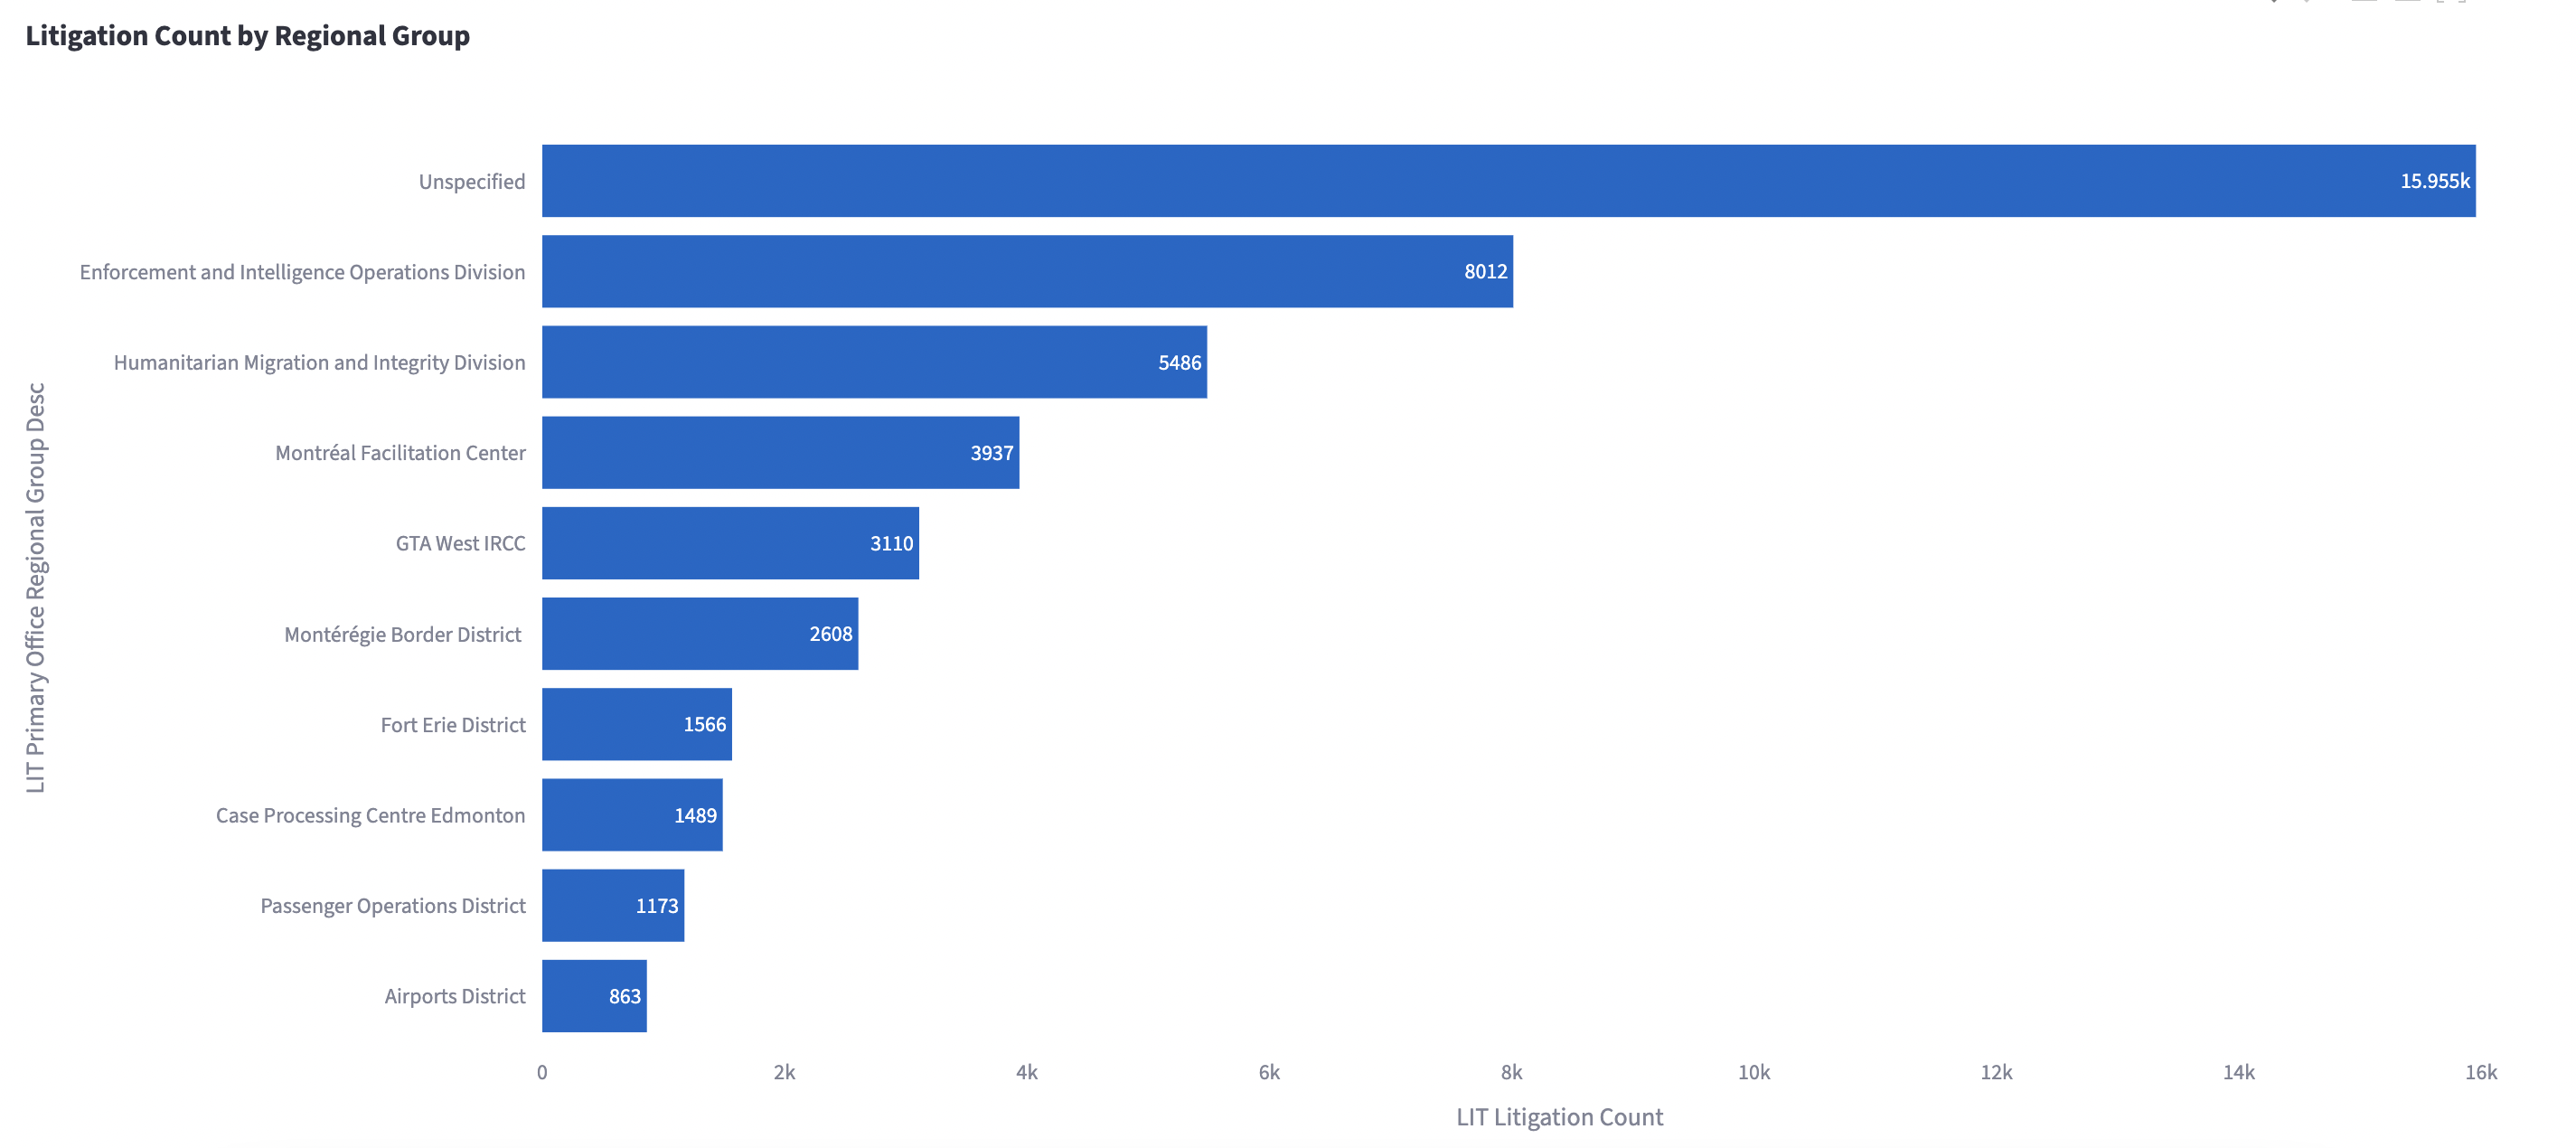 Litigation Count by Regional Group
LIT Primary Office Regional Group Desc
Unspecified 15.955k
Enforcement and Intelligence Operations Division 8012
Humanitarian Migration and Integrity Division 5486
Montréal Facilitation Center 3937
GTA West IRCC 3110
Montérégie Border District 2608
Fort Erie District 1566
Case Processing Centre Edmonton 1489
Passenger Operations District 1173
Airports District 863
0 2k 4k 6k 8k 10k 12k 14k 16k
LIT Litigation Count